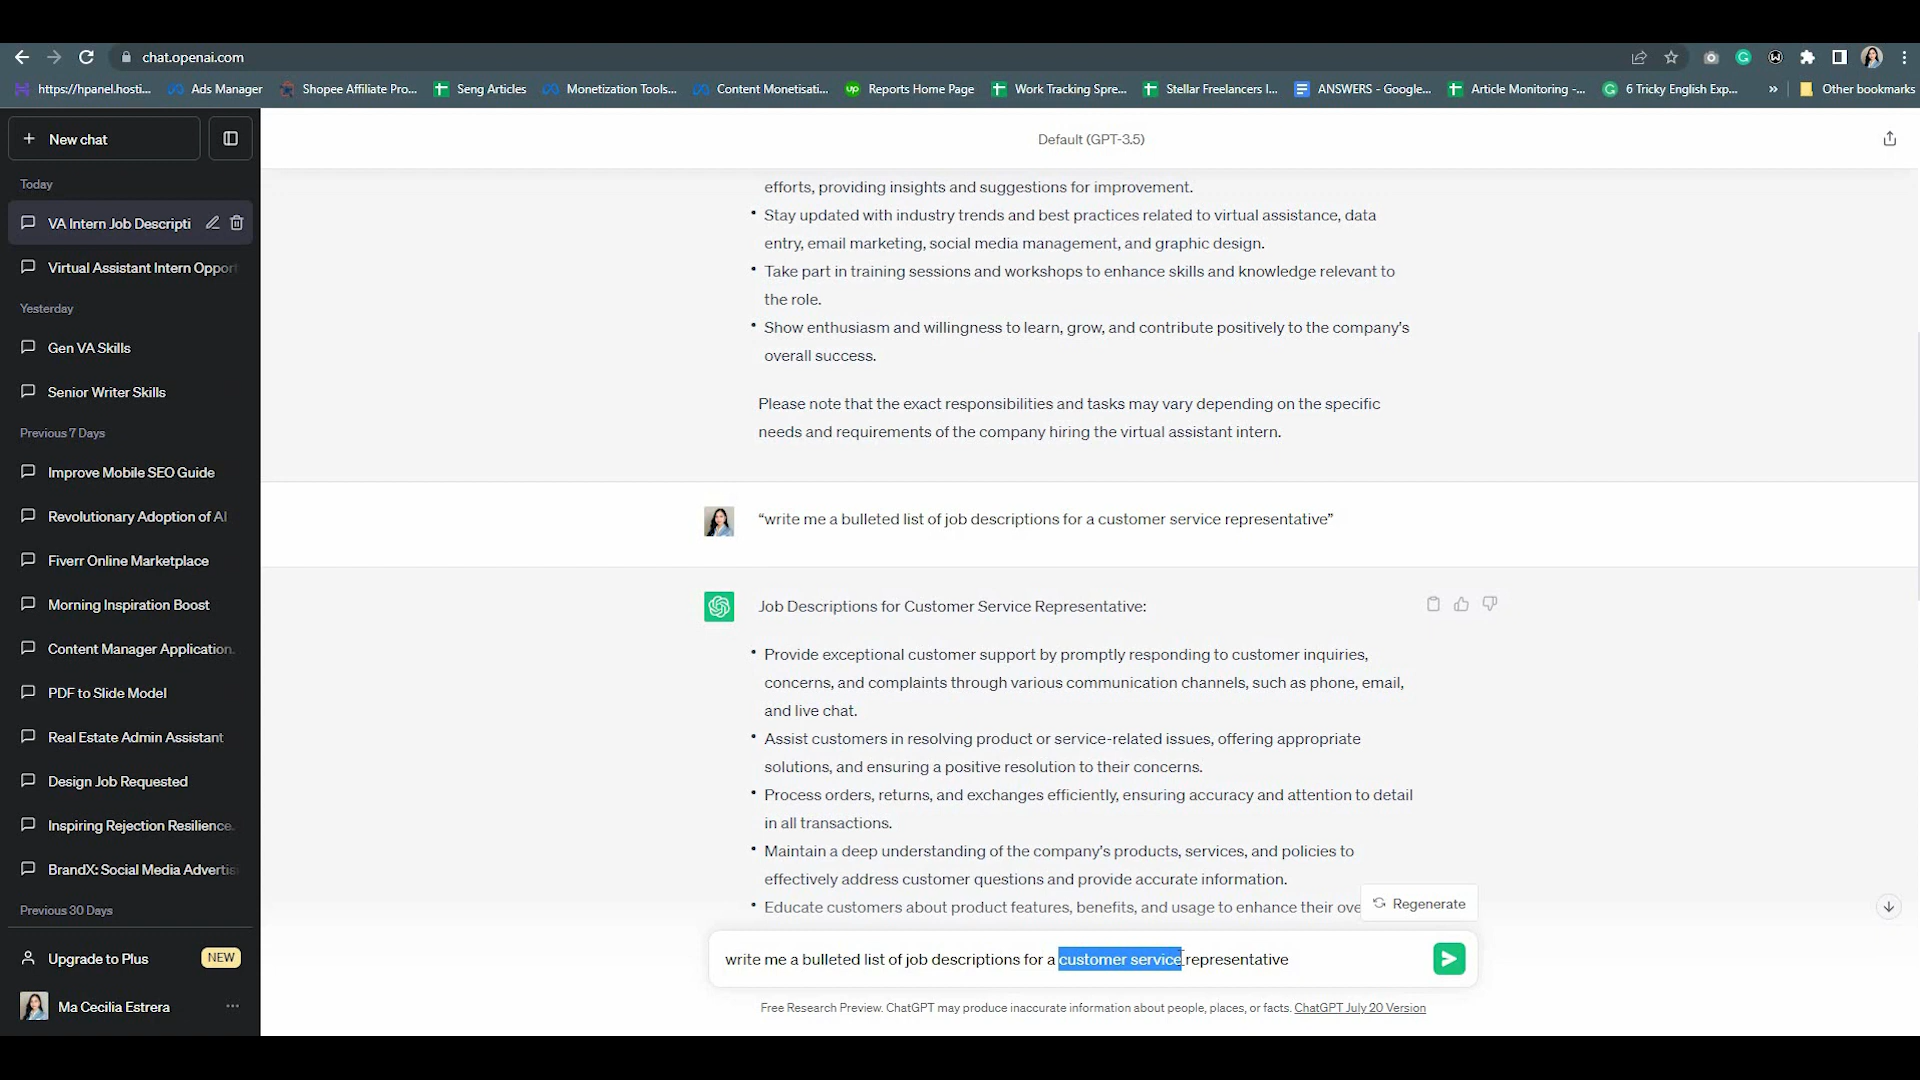 chat.openai.com
https://hpanel.hosti...
Ads Manager
Shopee Affiliate Pro...
Seng Articles
Monetization Tools...
Content Monetisati...
Reports Home Page
Work Tracking Spre...
Stellar Freelancers I...
ANSWERS - Google...
Article Monitoring -...
6 Tricky English Exp...
»
Other bookmarks
+ New chat
Today
VA Intern Job Descripti
Virtual Assistant Intern Oppor
Yesterday
Gen VA Skills
Senior Writer Skills
Previous 7 Days
Improve Mobile SEO Guide
Revolutionary Adoption of AI
Fiverr Online Marketplace
Morning Inspiration Boost
Content Manager Application.
PDF to Slide Model
Real Estate Admin Assistant
Design Job Requested
Inspiring Rejection Resilience.
BrandX: Social Media Advertis
Previous 30 Days
Upgrade to Plus
NEW
Ma Cecilia Estrera
Default (GPT-3.5)
efforts, providing insights and suggestions for improvement.
• Stay updated with industry trends and best practices related to virtual assistance, data
entry, email marketing, social media management, and graphic design.
• Take part in training sessions and workshops to enhance skills and knowledge relevant to
the role.
• Show enthusiasm and willingness to learn, grow, and contribute positively to the company's
overall success.
Please note that the exact responsibilities and tasks may vary depending on the specific
needs and requirements of the company hiring the virtual assistant intern.
“write me a bulleted list of job descriptions for a customer service representative”
Job Descriptions for Customer Service Representative:
• Provide exceptional customer support by promptly responding to customer inquiries,
concerns, and complaints through various communication channels, such as phone, email,
and live chat.
• Assist customers in resolving product or service-related issues, offering appropriate
solutions, and ensuring a positive resolution to their concerns.
• Process orders, returns, and exchanges efficiently, ensuring accuracy and attention to detail
in all transactions.
• Maintain a deep understanding of the company's products, services, and policies to
effectively address customer questions and provide accurate information.
• Educate customers about product features, benefits, and usage to enhance their ove
Regenerate
write me a bulleted list of job descriptions for a customer service representative
Free Research Preview. ChatGPT may produce inaccurate information about people, places, or facts. ChatGPT July 20 Version